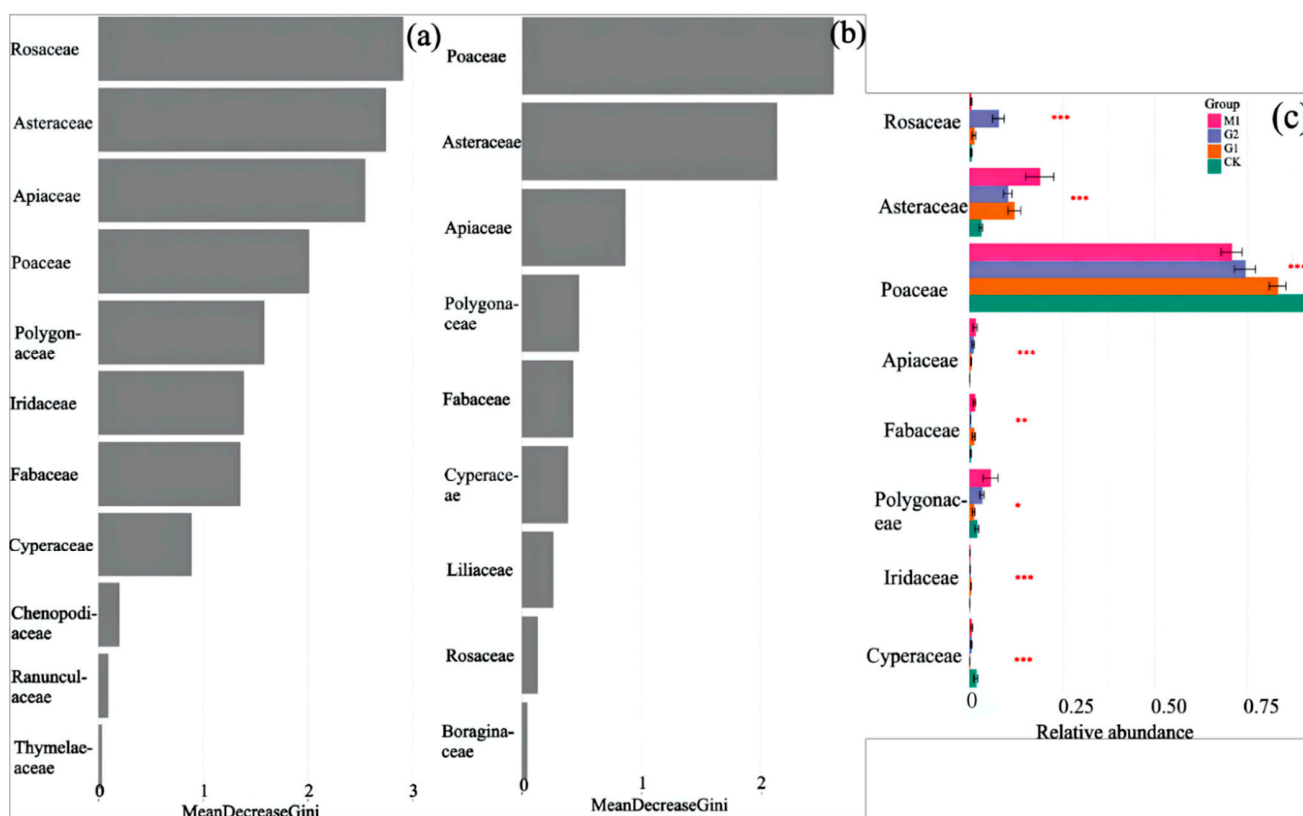 (a)
Rosaceae
Asteraceae
Apiaceae
Poaceae
Polygon-
aceae
Iridaceae
Fabaceae
Cyperaceae
Chenopodi-
aceae
Ranuncul-
aceae
Thymelae-
aceae
0 1 2 3
MeanDecreaseGini
(b)
Poaceae
Asteraceae
Apiaceae
Polygona-
ceae
Fabaceae
Cyperace-
ae
Liliaceae
Rosaceae
Boragina-
ceae
0 1 2
MeanDecreaseGini
(c)
Group
M1
G2
G1
CK
Rosaceae ***
Asteraceae ***
Poaceae ***
Apiaceae ***
Fabaceae **
Polygonac-
eae *
Iridaceae ***
Cyperaceae ***
0 0.25 0.50 0.75
Relative abundance